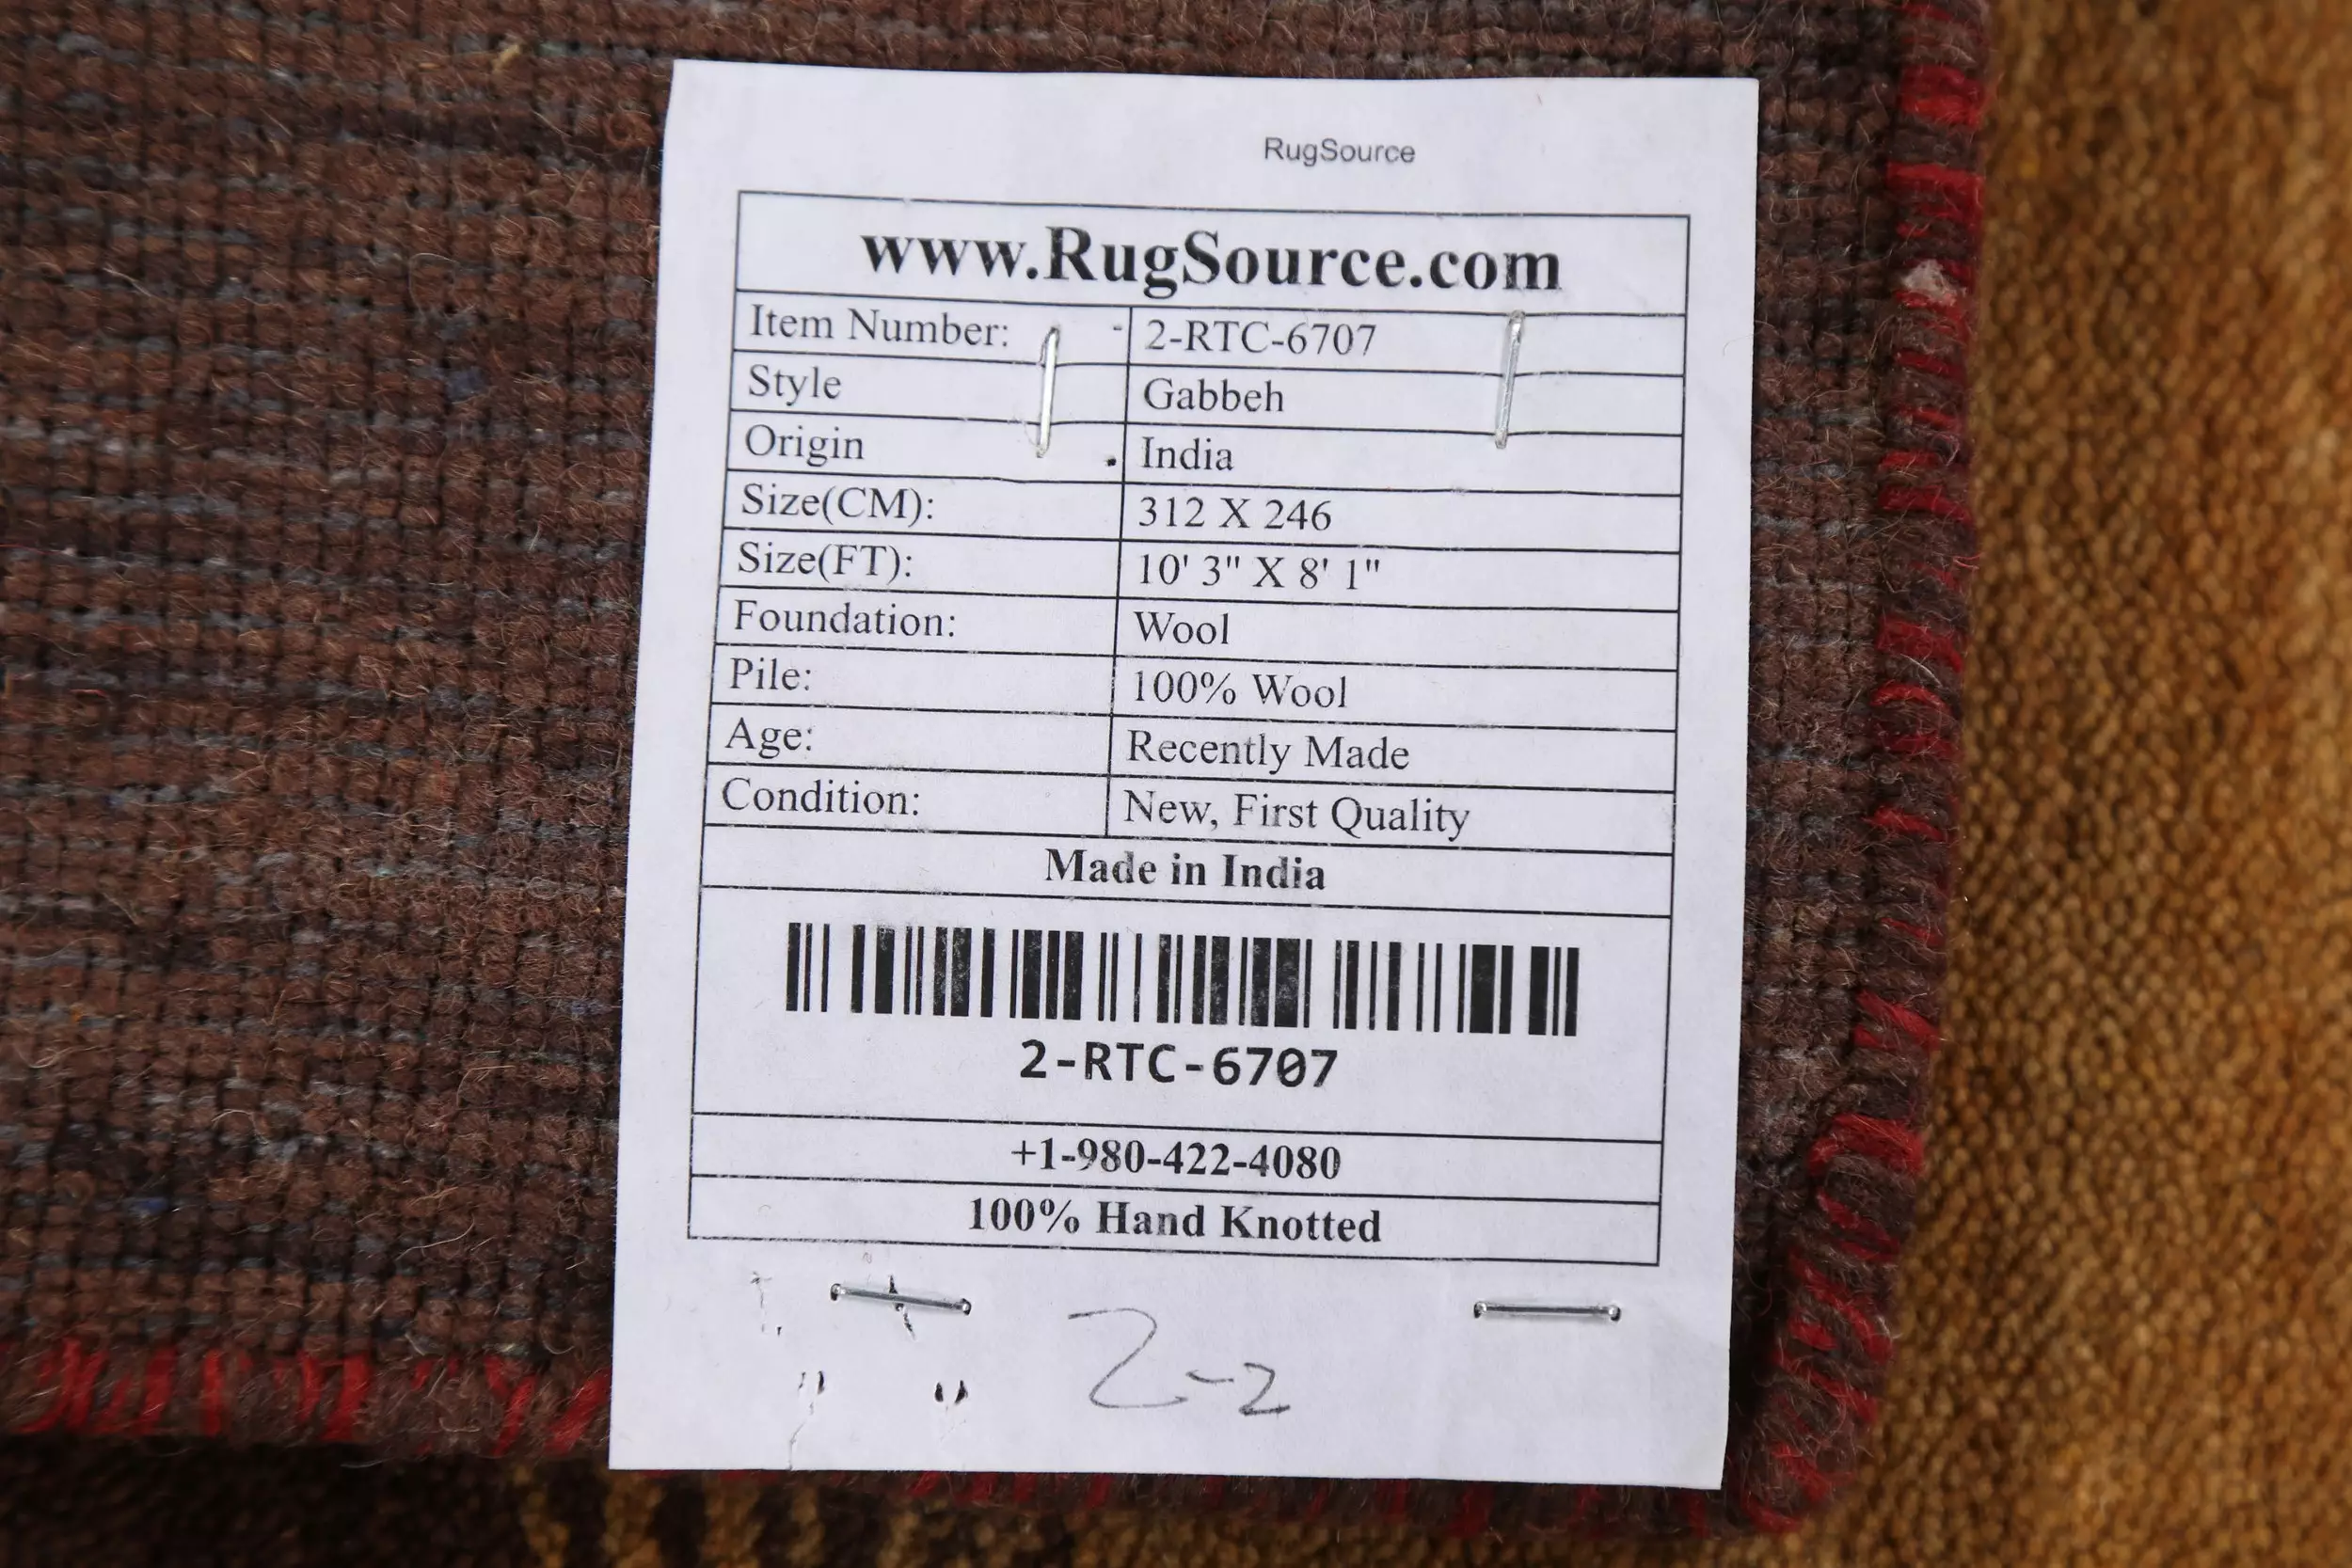 RugSource
www.RugSource.com
Item Number: - 2-RTC-6707
Style Gabbeh
Origin . India
Size(CM): 312 X 246
Size(FT): 10' 3" X 8' 1"
Foundation: Wool
Pile: 100% Wool
Age: Recently Made
Condition: New, First Quality
Made in India
2-RTC-6707
+1-980-422-4080
100% Hand Knotted
2-2